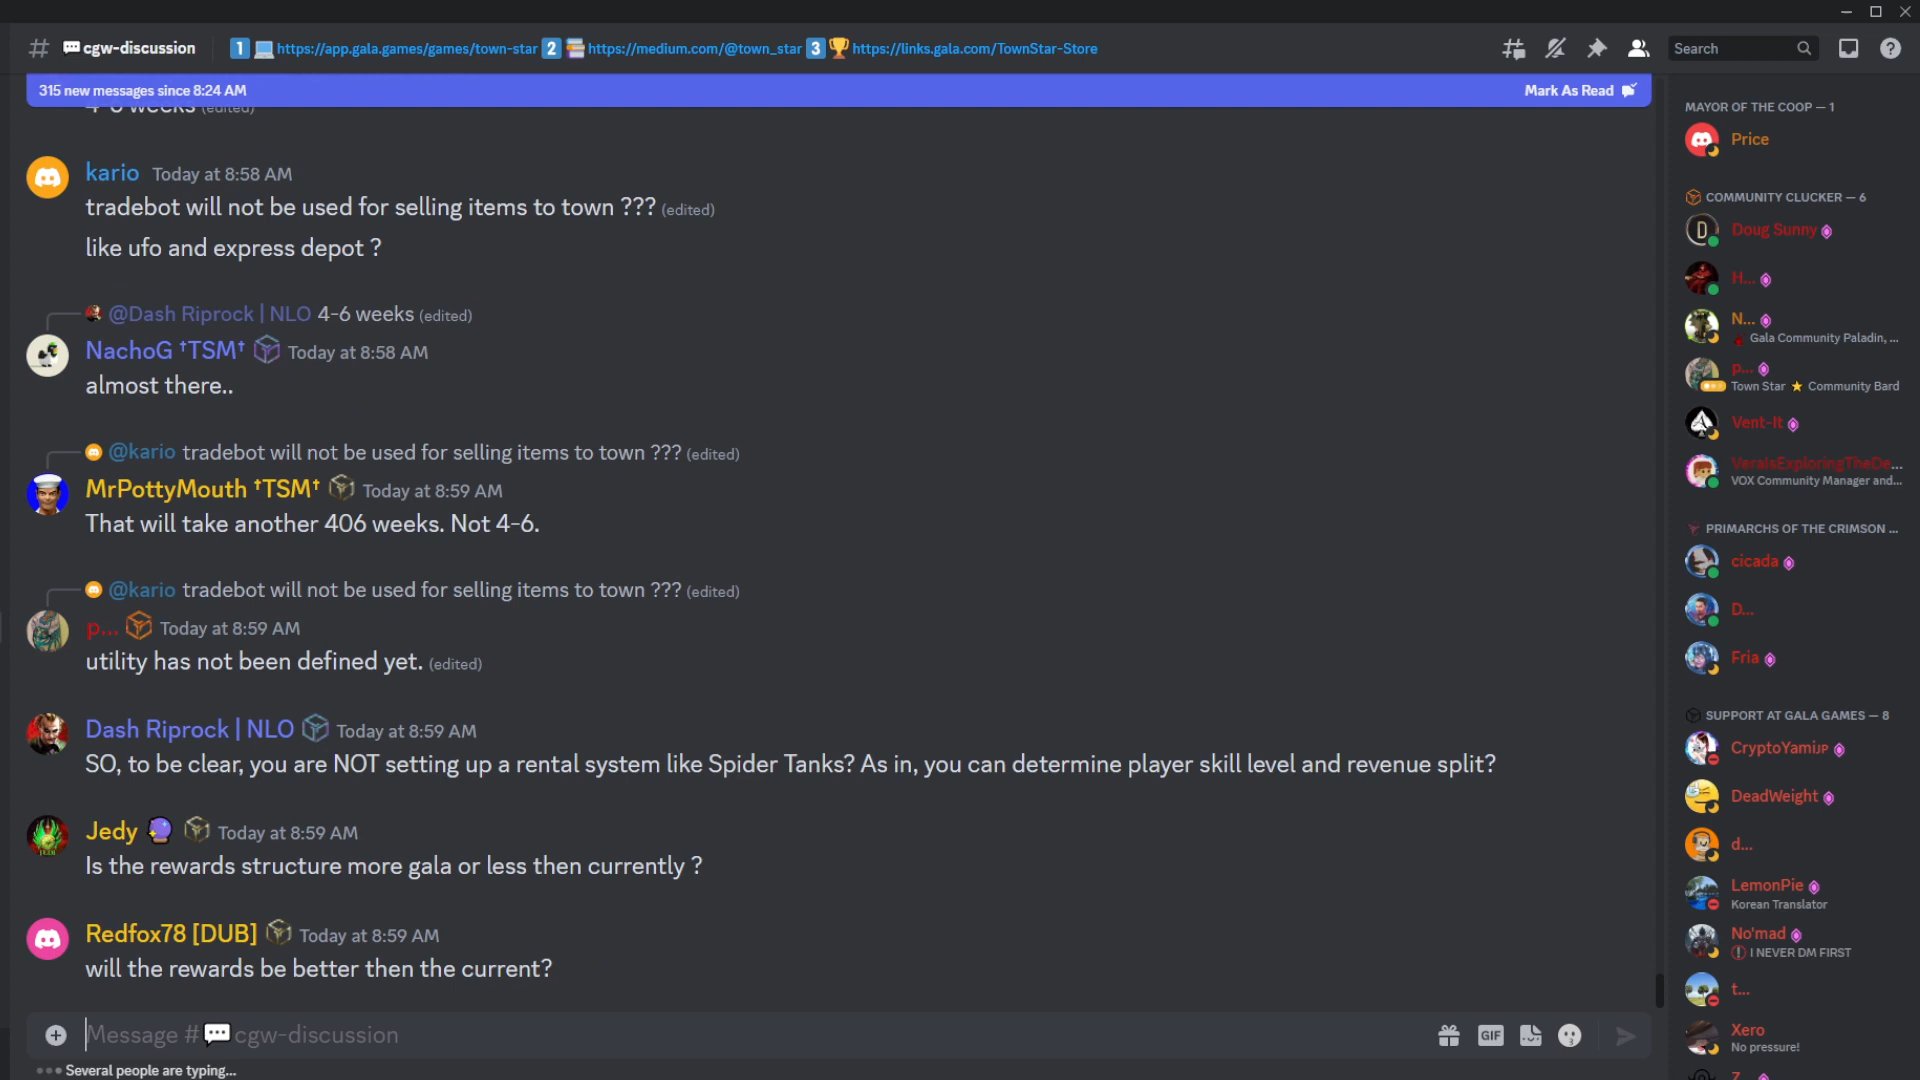 cgw-discussion
1 https://app.gala.games/games/town-star 2 https://medium.com/@town_star 3 https://links.gala.com/TownStar-Store
Search
315 new messages since 8:24 AM
Mark As Read
4-6 weeks (edited)
kario Today at 8:58 AM
tradebot will not be used for selling items to town ??? (edited)
like ufo and express depot ?
@Dash Riprock | NLO 4-6 weeks (edited)
NachoG †TSM† Today at 8:58 AM
almost there..
@kario tradebot will not be used for selling items to town ??? (edited)
MrPottyMouth †TSM† Today at 8:59 AM
That will take another 406 weeks. Not 4-6.
@kario tradebot will not be used for selling items to town ??? (edited)
p... Today at 8:59 AM
utility has not been defined yet. (edited)
Dash Riprock | NLO Today at 8:59 AM
SO, to be clear, you are NOT setting up a rental system like Spider Tanks? As in, you can determine player skill level and revenue split?
Jedy Today at 8:59 AM
Is the rewards structure more gala or less then currently ?
Redfox78 [DUB] Today at 8:59 AM
will the rewards be better then the current?
Message # cgw-discussion
GIF
Several people are typing...
MAYOR OF THE COOP — 1
Price
COMMUNITY CLUCKER — 6
D
Doug Sunny
H...
N...
Gala Community Paladin, ...
p...
Town Star ⭐ Community Bard
Vent-It
VeraIsExploringTheDe...
VOX Community Manager and...
PRIMARCHS OF THE CRIMSON ...
cicada
D...
Fria
SUPPORT AT GALA GAMES — 8
CryptoYamiJP
DeadWeight
d...
LemonPie
Korean Translator
No'mad
I NEVER DM FIRST
t...
Xero
No pressure!
Z...